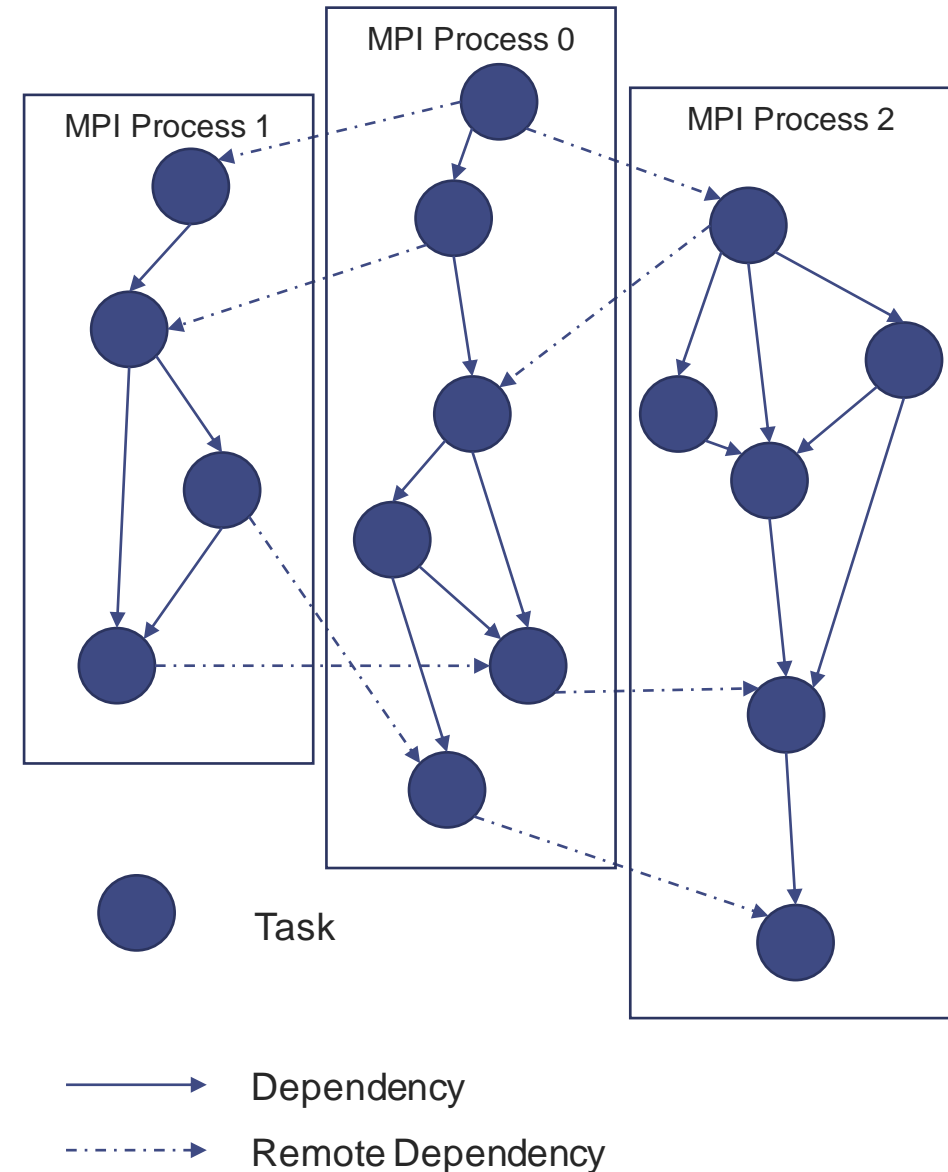 MPI Process 0
MPI Process 1
MPI Process 2
Task
Dependency
Remote Dependency